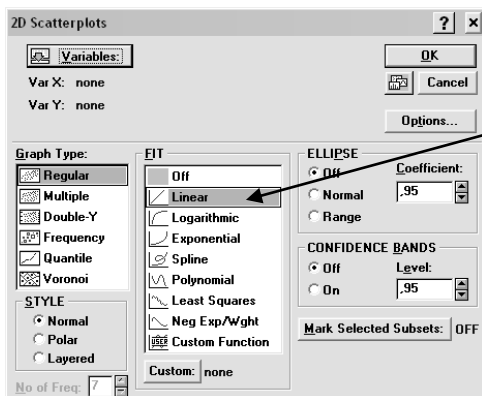 2D Scatterplots
? ×
Variables:
Var X: none
Var Y: none
OK
Cancel
Options...
Graph Type:
Regular
Multiple
Double-Y
Frequency
Quantile
Voronoi
STYLE
Normal
Polar
Layered
No of Freq: 7
FIT
Off
Linear
Logarithmic
Exponential
Spline
Polynomial
Least Squares
Neg Exp/Wght
USER Custom Function
Custom: none
ELLIPSE
Off
Normal
Range
Coefficient:
.95
CONFIDENCE BANDS
Off
On
Level:
.95
Mark Selected Subsets: OFF